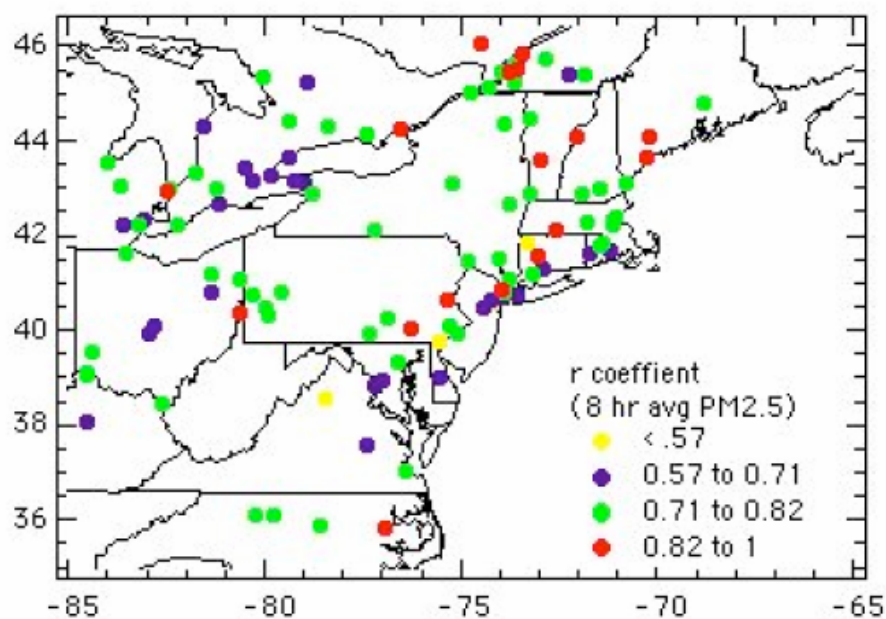 46
44
42
40
38
36
-85
-80
-75
-70
-65
r coeffient
(8 hr avg PM2.5)
< .57
0.57 to 0.71
0.71 to 0.82
0.82 to 1